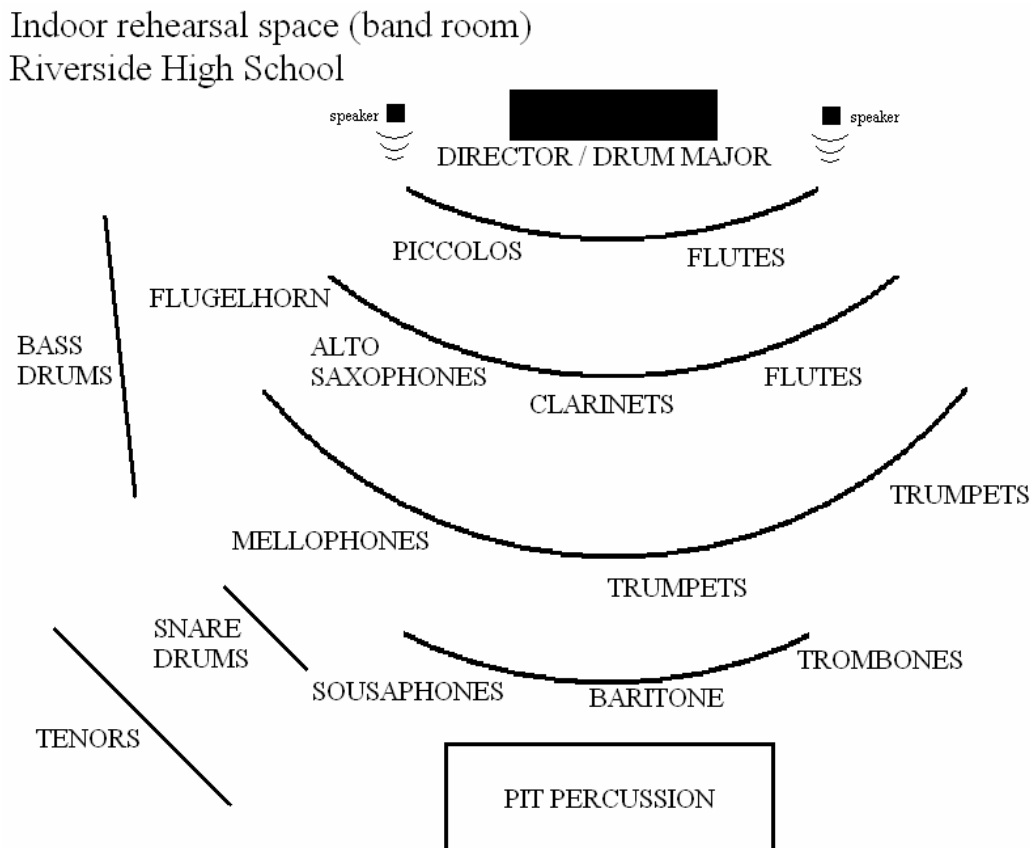 Indoor rehearsal space (band room)
Riverside High School
speaker
speaker
DIRECTOR / DRUM MAJOR
PICCOLOS
FLUTES
FLUGELHORN
BASS
DRUMS
ALTO
SAXOPHONES
FLUTES
CLARINETS
TRUMPETS
MELLOPHONES
TRUMPETS
SNARE
DRUMS
TROMBONES
SOUSAPHONES
BARITONE
TENORS
PIT PERCUSSION